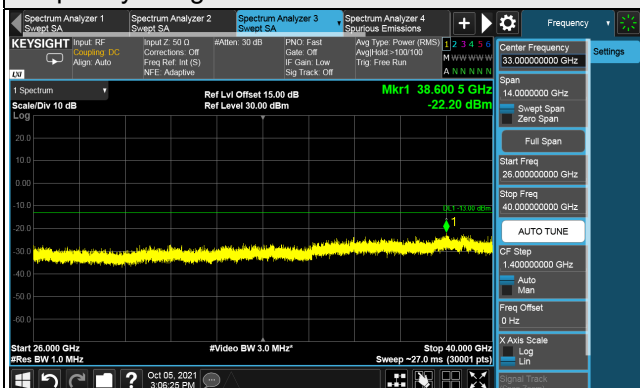 Spectrum Analyzer 1
Swept SA
Spectrum Analyzer 2
Swept SA
Spectrum Analyzer 3
Swept SA
Spectrum Analyzer 4
Spurious Emissions
Frequency
KEYSIGHT
Input: RF
Coupling: DC
Align: Auto
Input Z: 50 Ω
Corrections: Off
Freq Ref: Int (S)
NFE: Adaptive
#Atten: 30 dB
PNO: Fast
Gate: Off
IF Gain: Low
Sig Track: Off
Avg Type: Power (RMS)
Avg|Hold:>100/100
Trig: Free Run
1 2 3 4 5 6
M W W W W W
A N N N N N
LXI
1 Spectrum
Scale/Div 10 dB
Log
Ref Lvl Offset 15.00 dB
Ref Level 30.00 dBm
Mkr1 38.600 5 GHz
-22.20 dBm
20.0
10.0
0.00
-10.0
-20.0
-30.0
-40.0
-50.0
-60.0
DL1 -13.00 dBm
1
Start 26.000 GHz
#Res BW 1.0 MHz
#Video BW 3.0 MHz*
Stop 40.000 GHz
Sweep ~27.0 ms (30001 pts)
Center Frequency
33.000000000 GHz
Settings
Span
14.0000000 GHz
Swept Span
Zero Span
Full Span
Start Freq
26.000000000 GHz
Stop Freq
40.000000000 GHz
AUTO TUNE
CF Step
1.400000000 GHz
Auto
Man
Freq Offset
0 Hz
X Axis Scale
Log
Lin
Signal Track
Oct 05, 2021
3:06:25 PM